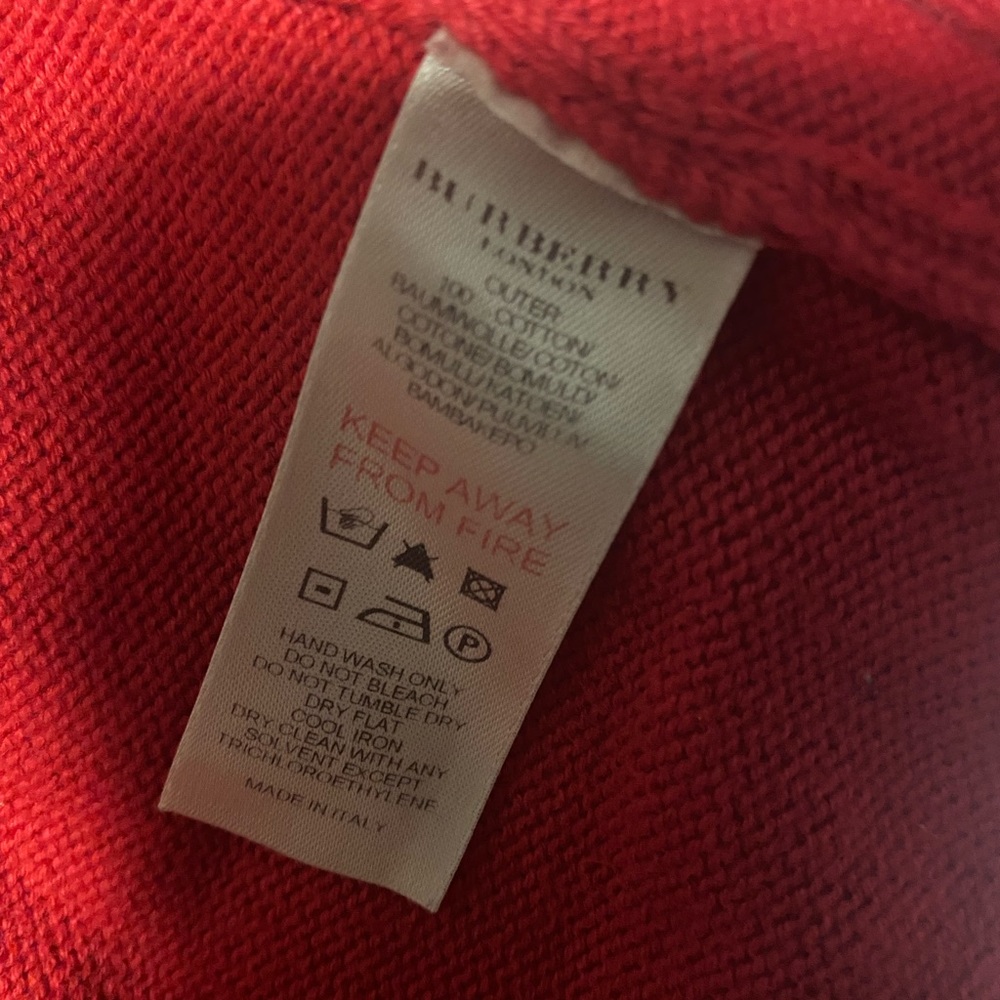 BURBERRY
LONDON
OUTER
100 COTTON/
BAUMWOLLE/COTON/
COTONE/BOMULD/
BOMULL/KATOEN/
ALGODON/PUUVILLA/
ΒΑΜΒΑΚΕΡΟ
KEEP AWAY
FROM FIRE
P
HAND WASH ONLY
DO NOT BLEACH
DO NOT TUMBLE DRY
DRY FLAT
COOL IRON
DRY CLEAN WITH ANY
SOLVENT EXCEPT
TRICHLOROETHYLENE
MADE IN ITALY